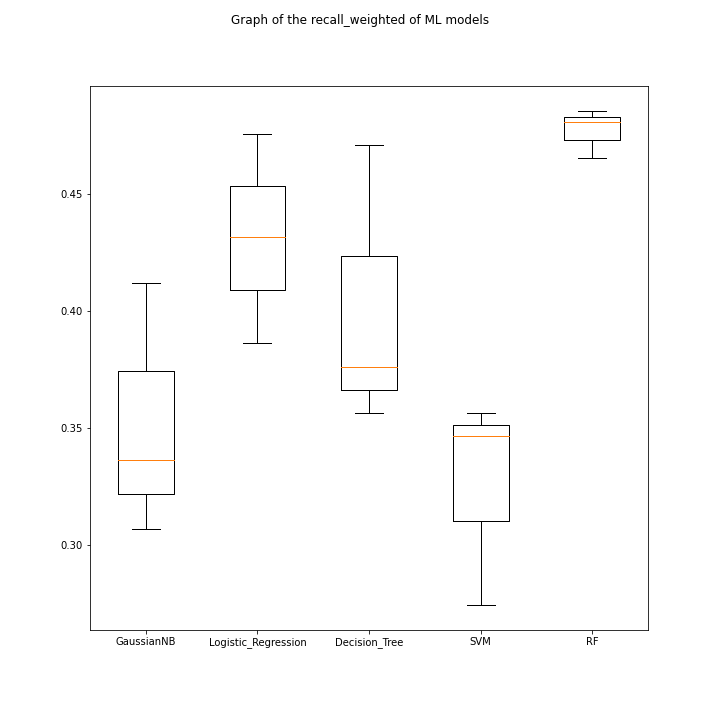 Graph of the recall_weighted of ML models
0.45
0.40
0.35
0.30
GaussianNB Logistic_Regression Decision_Tree SVM RF